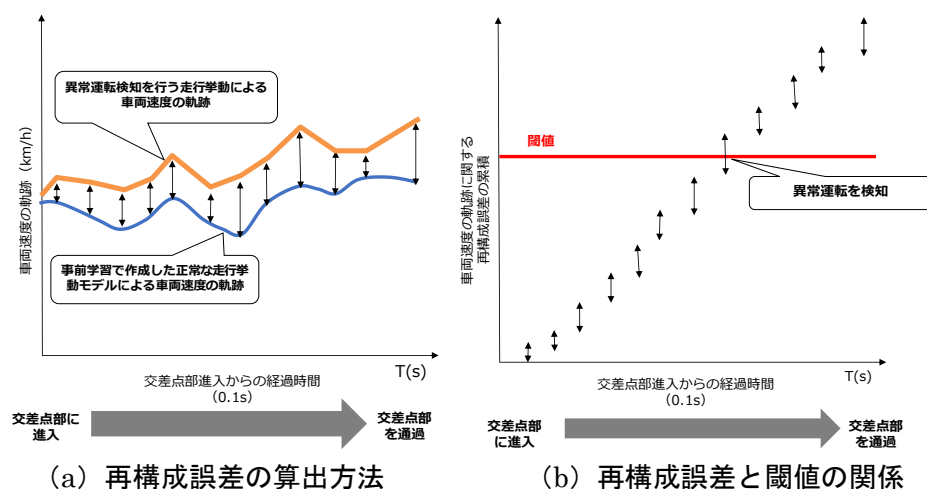 車両速度の軌跡（km/h）
異常運転検知を行う走行挙動による
車両速度の軌跡
事前学習で作成した正常な走行挙
動モデルによる車両速度の軌跡
T(s)
交差点部進入からの経過時間
（0.1s）
交差点部に
進入
交差点部
を通過
（a）再構成誤差の算出方法
車両速度の軌跡に関する
再構成誤差の累積
閾値
異常運転を検知
T(s)
交差点部進入からの経過時間
（0.1s）
交差点部
に進入
交差点部
を通過
（b）再構成誤差と閾値の関係